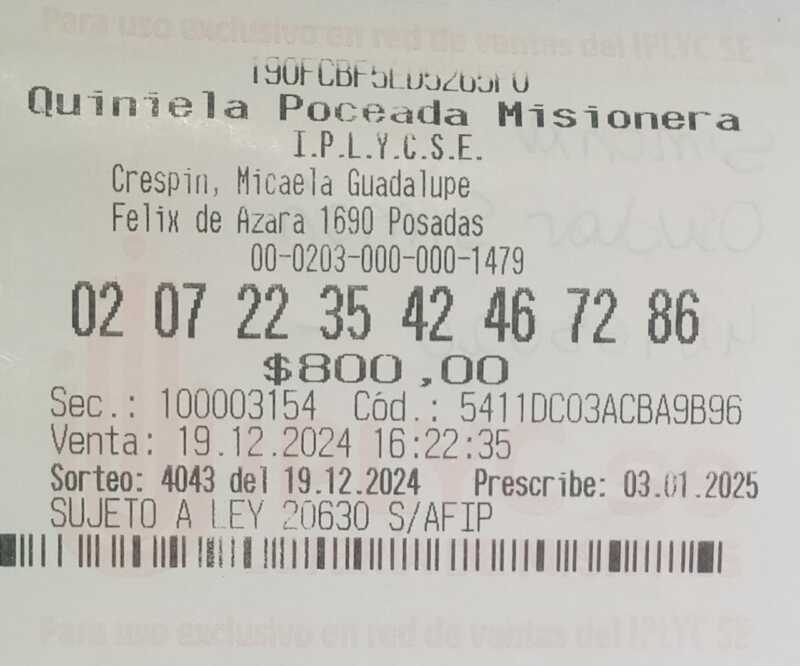 Para uso exclusivo en red de ventas del IPLYC SE
Quiniela Poceada Misionera
I.P.L.Y.C.S.E.
Crespin, Micaela Guadalupe
Felix de Azara 1690 Posadas
00-0203-000-000-1479
02 07 22 35 42 46 72 86
$800,00
Sec.: 100003154 Cód.: 5411DC03ACBA9B96
Venta: 19.12.2024 16:22:35
Sorteo: 4043 del 19.12.2024 Prescribe: 03.01.2025
SUJETO A LEY 20630 S/AFIP
Para uso exclusivo en red de ventas del IPLYC SE